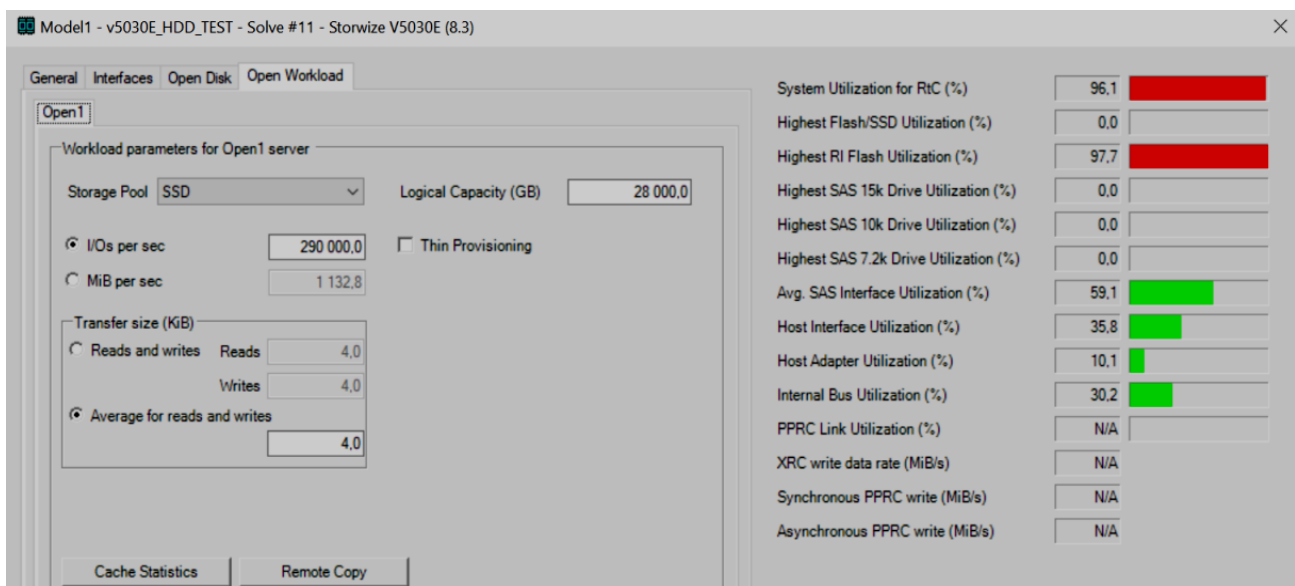 Model1 - v5030E_HDD_TEST - Solve #11 - Storwize V5030E (8.3)
General Interfaces Open Disk Open Workload
Open1
Workload parameters for Open1 server
Storage Pool SSD Logical Capacity (GB) 28 000,0
I/Os per sec 290 000,0 Thin Provisioning
MiB per sec 1 132,8
Transfer size (KiB)
Reads and writes Reads 4,0
Writes 4,0
Average for reads and writes
4,0
Cache Statistics Remote Copy
System Utilization for RtC (%) 96,1
Highest Flash/SSD Utilization (%) 0,0
Highest RI Flash Utilization (%) 97,7
Highest SAS 15k Drive Utilization (%) 0,0
Highest SAS 10k Drive Utilization (%) 0,0
Highest SAS 7.2k Drive Utilization (%) 0,0
Avg. SAS Interface Utilization (%) 59,1
Host Interface Utilization (%) 35,8
Host Adapter Utilization (%) 10,1
Internal Bus Utilization (%) 30,2
PPRC Link Utilization (%) N/A
XRC write data rate (MiB/s) N/A
Synchronous PPRC write (MiB/s) N/A
Asynchronous PPRC write (MiB/s) N/A